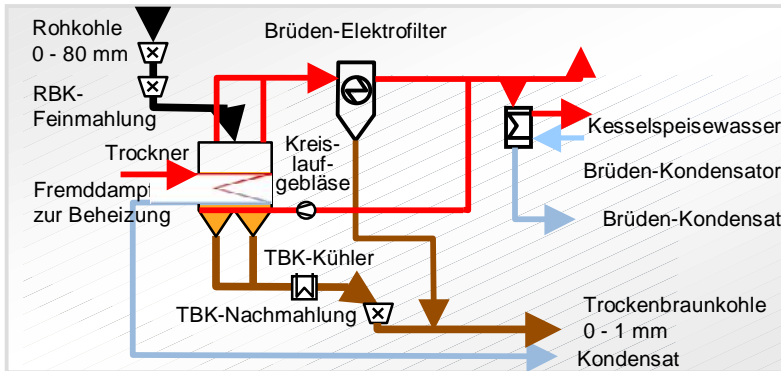 Rohkohle
0 - 80 mm
Brüden-Elektrofilter
RBK-
Feinmahlung
Trockner
Kreis-
lauf-
gebläse
Kesselspeisewasser
Fremddampf
zur Beheizung
Brüden-Kondensator
Brüden-Kondensat
TBK-Kühler
TBK-Nachmahlung
Trockenbraunkohle
0 - 1 mm
Kondensat